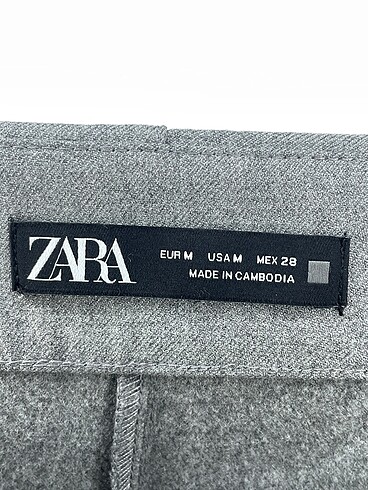 ZARA
EUR M USA M MEX 28
MADE IN CAMBODIA